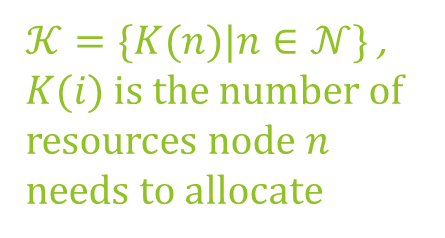 𝒦 = {K(n)|n ∈ 𝒩},
K(i) is the number of
resources node n
needs to allocate